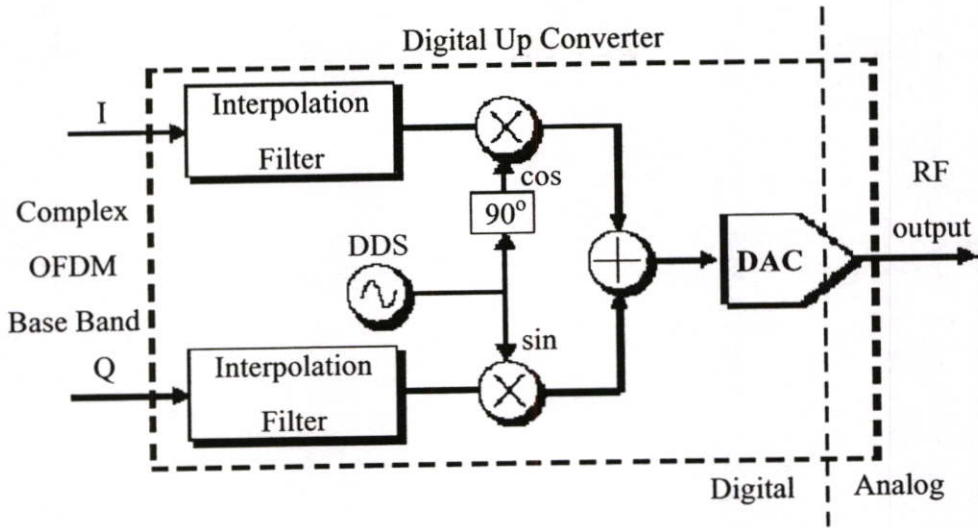 Digital Up Converter
I
Interpolation
Filter
cos
90°
RF
output
Complex
OFDM
Base Band
DDS
DAC
sin
Q
Interpolation
Filter
Digital
Analog